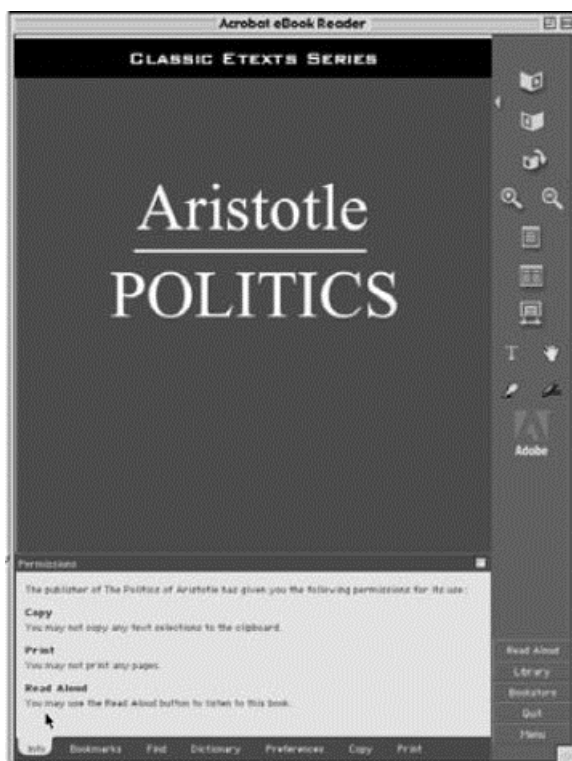 Acrobat eBook Reader
CLASSIC ETEXTS SERIES
Aristotle
POLITICS
T
Adobe
Permissions
The publisher of The Politics of Aristotle has given you the following permissions for its use:
Copy
You may not copy any text selections to the clipboard.
Print
You may not print any pages.
Read Aloud
You may use the Read Aloud button to listen to this book.
Read Aloud
Library
Bookstore
Quit
Menu
Info Bookmarks Find Dictionary Preferences Copy Print